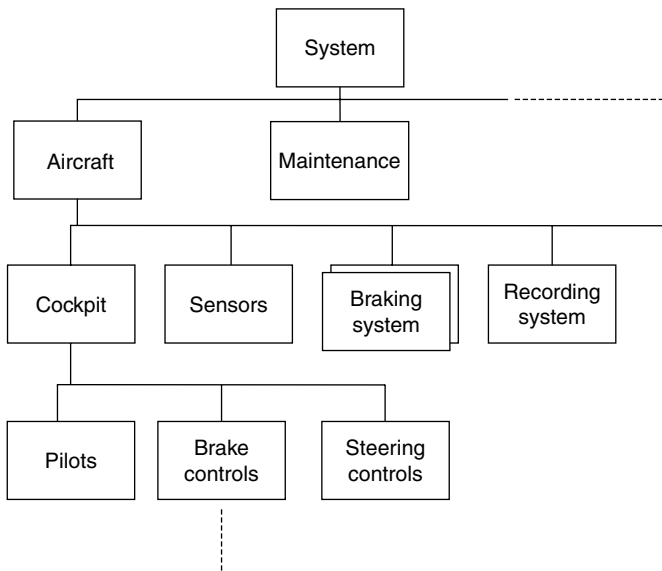 System
Aircraft
Maintenance
Cockpit
Sensors
Braking
system
Recording
system
Pilots
Brake
controls
Steering
controls